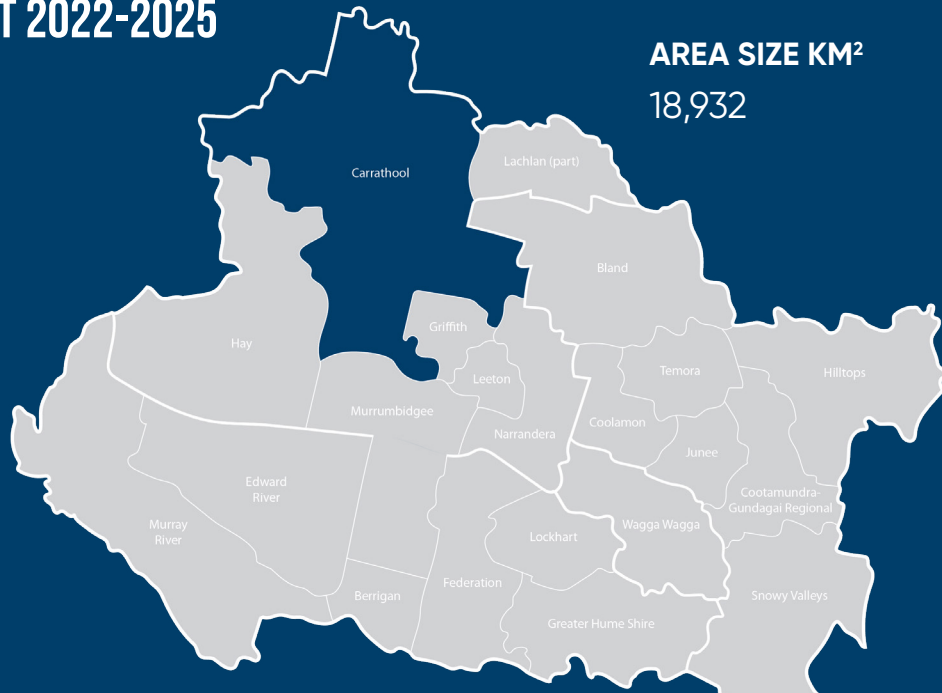 T 2022-2025
AREA SIZE KM²
18,932
Carrathool
Lachlan (part)
Bland
Griffith
Hay
Leeton
Temora
Hilltops
Murrumbidgee
Coolamon
Narrandera
Junee
Edward
River
Cootamundra-
Gundagai Regional
Murray
River
Wagga Wagga
Lockhart
Federation
Berrigan
Snowy Valleys
Greater Hume Shire